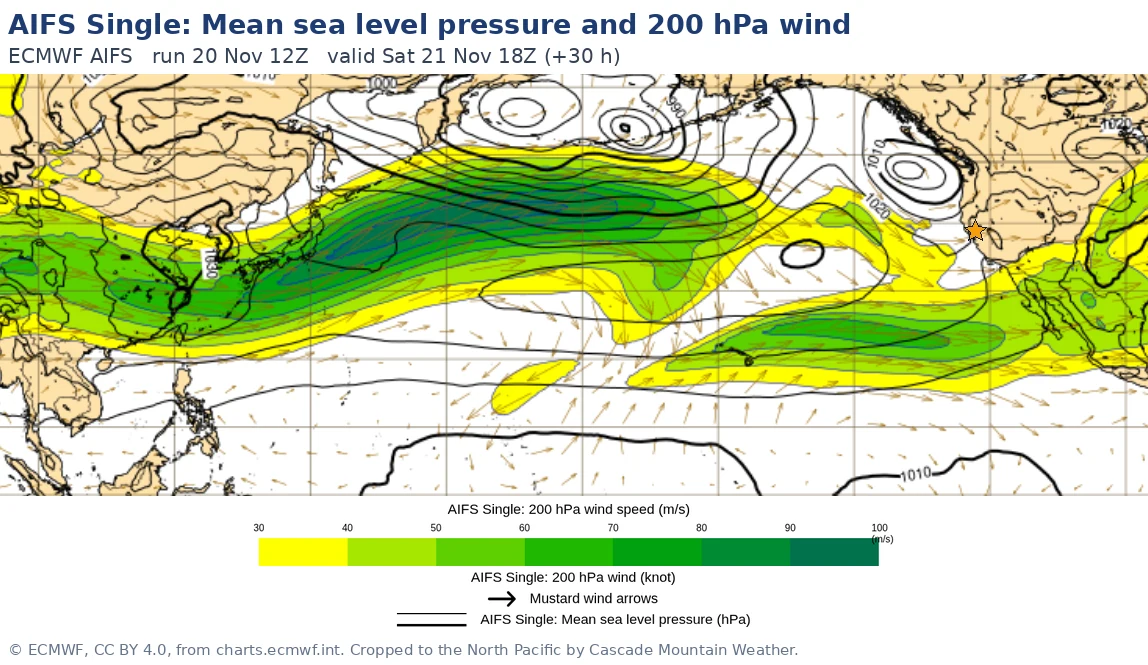 AIFS Single: Mean sea level pressure and 200 hPa wind
ECMWF AIFS run 20 Nov 12Z valid Sat 21 Nov 18Z (+30 h)
1010
1000
990
1020
1010
1020
1030
1010
AIFS Single: 200 hPa wind speed (m/s)
30 40 50 60 70 80 90 100
(m/s)
AIFS Single: 200 hPa wind (knot)
Mustard wind arrows
AIFS Single: Mean sea level pressure (hPa)
© ECMWF, CC BY 4.0, from charts.ecmwf.int. Cropped to the North Pacific by Cascade Mountain Weather.